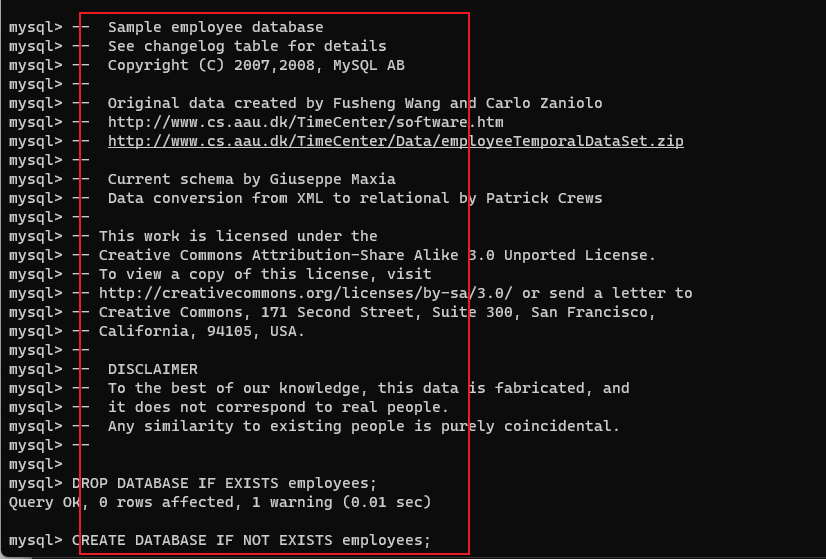 mysql> --  Sample employee database
mysql> --  See changelog table for details
mysql> --  Copyright (C) 2007,2008, MySQL AB
mysql> --
mysql> --  Original data created by Fusheng Wang and Carlo Zaniolo
mysql> --  http://www.cs.aau.dk/TimeCenter/software.htm
mysql> --  http://www.cs.aau.dk/TimeCenter/Data/employeeTemporalDataSet.zip
mysql> --
mysql> --  Current schema by Giuseppe Maxia
mysql> --  Data conversion from XML to relational by Patrick Crews
mysql> --
mysql> -- This work is licensed under the
mysql> -- Creative Commons Attribution-Share Alike 3.0 Unported License.
mysql> -- To view a copy of this license, visit
mysql> -- http://creativecommons.org/licenses/by-sa/3.0/ or send a letter to
mysql> -- Creative Commons, 171 Second Street, Suite 300, San Francisco,
mysql> -- California, 94105, USA.
mysql> --
mysql> --  DISCLAIMER
mysql> --  To the best of our knowledge, this data is fabricated, and
mysql> --  it does not correspond to real people.
mysql> --  Any similarity to existing people is purely coincidental.
mysql> --
mysql>
mysql> DROP DATABASE IF EXISTS employees;
Query OK, 0 rows affected, 1 warning (0.01 sec)
mysql> CREATE DATABASE IF NOT EXISTS employees;